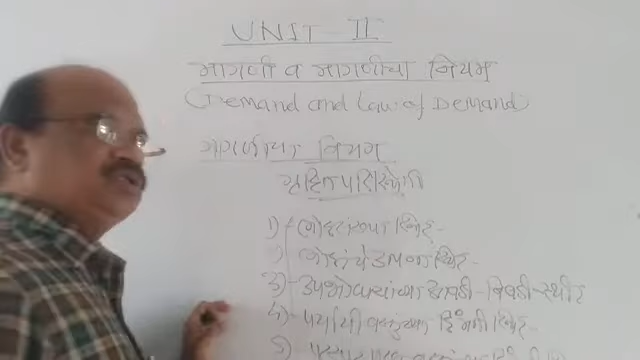 UNIT - II
मागणी व मागणीचा नियम
(Demand and Law of Demand)
मागणीचा नियम
गृहित परिस्थिती
1) लोकसंख्या स्थिर -
) लोकांचे उत्पन्न स्थिर -
3) उपभोक्त्यांच्या आवडी - निवडी स्थीर
4) पर्यायी वस्तुंच्या किंमती स्थिर -
5)